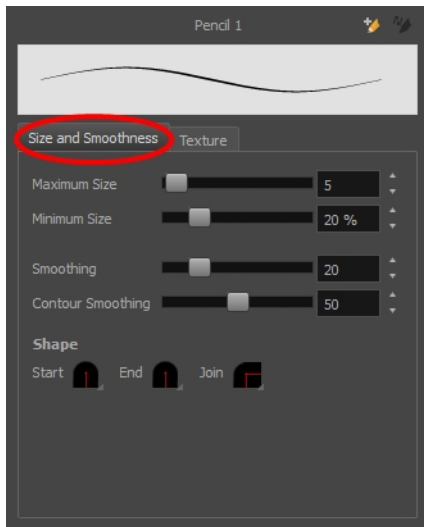 Pencil 1
Size and Smoothness Texture
Maximum Size 5
Minimum Size 20 %
Smoothing 20
Contour Smoothing 50
Shape
Start End Join